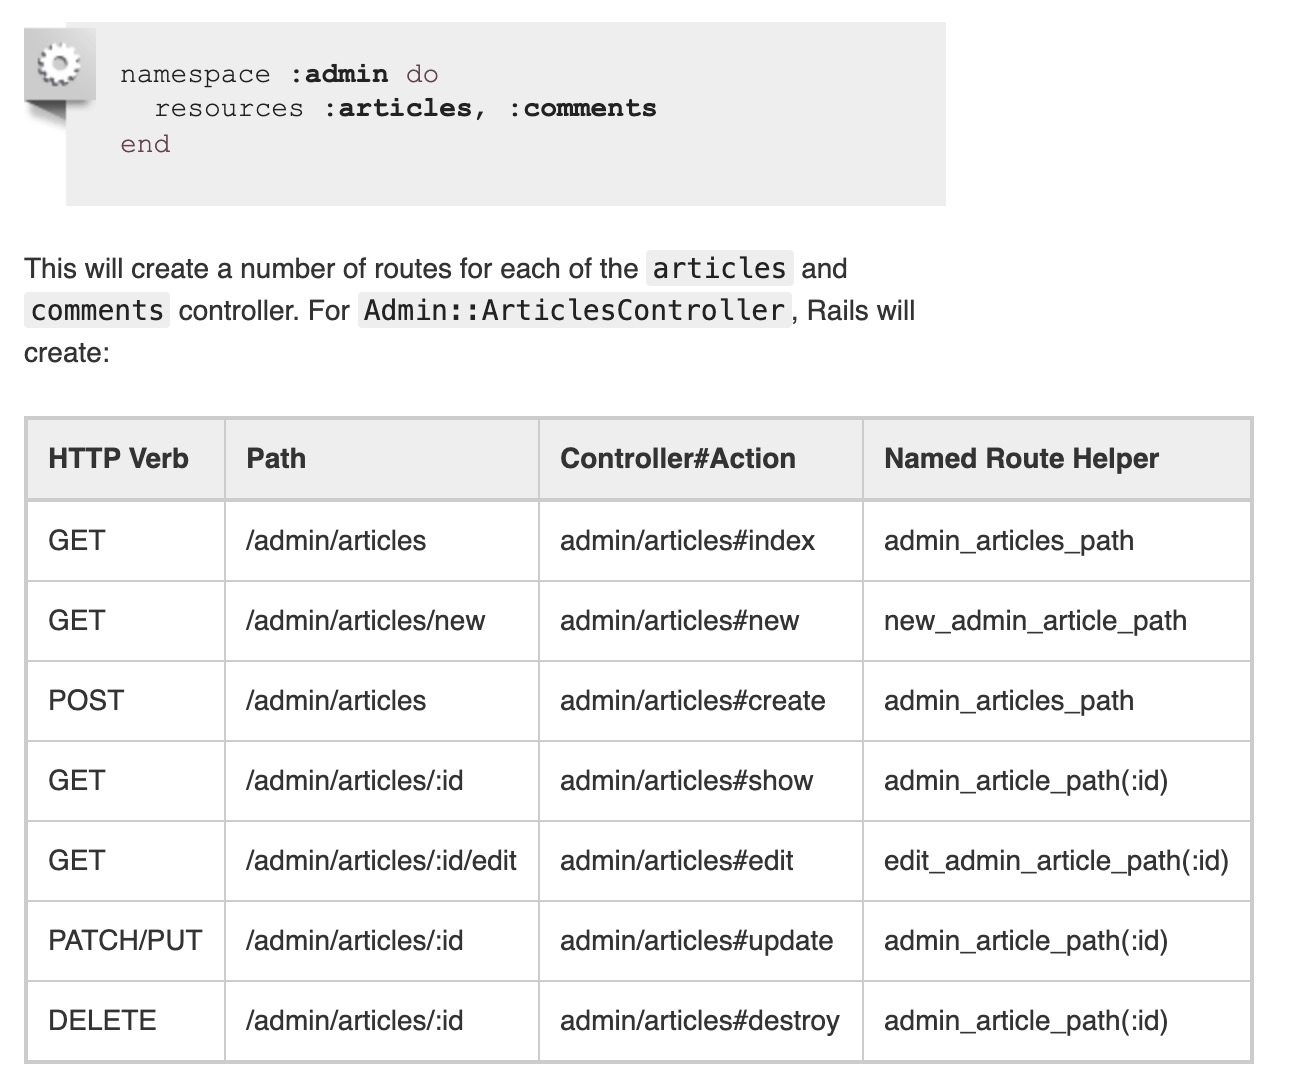 namespace :admin do
  resources :articles, :comments
end
This will create a number of routes for each of the articles and
comments controller. For Admin::ArticlesController, Rails will
create:
HTTP Verb Path Controller#Action Named Route Helper
GET /admin/articles admin/articles#index admin_articles_path
GET /admin/articles/new admin/articles#new new_admin_article_path
POST /admin/articles admin/articles#create admin_articles_path
GET /admin/articles/:id admin/articles#show admin_article_path(:id)
GET /admin/articles/:id/edit admin/articles#edit edit_admin_article_path(:id)
PATCH/PUT /admin/articles/:id admin/articles#update admin_article_path(:id)
DELETE /admin/articles/:id admin/articles#destroy admin_article_path(:id)